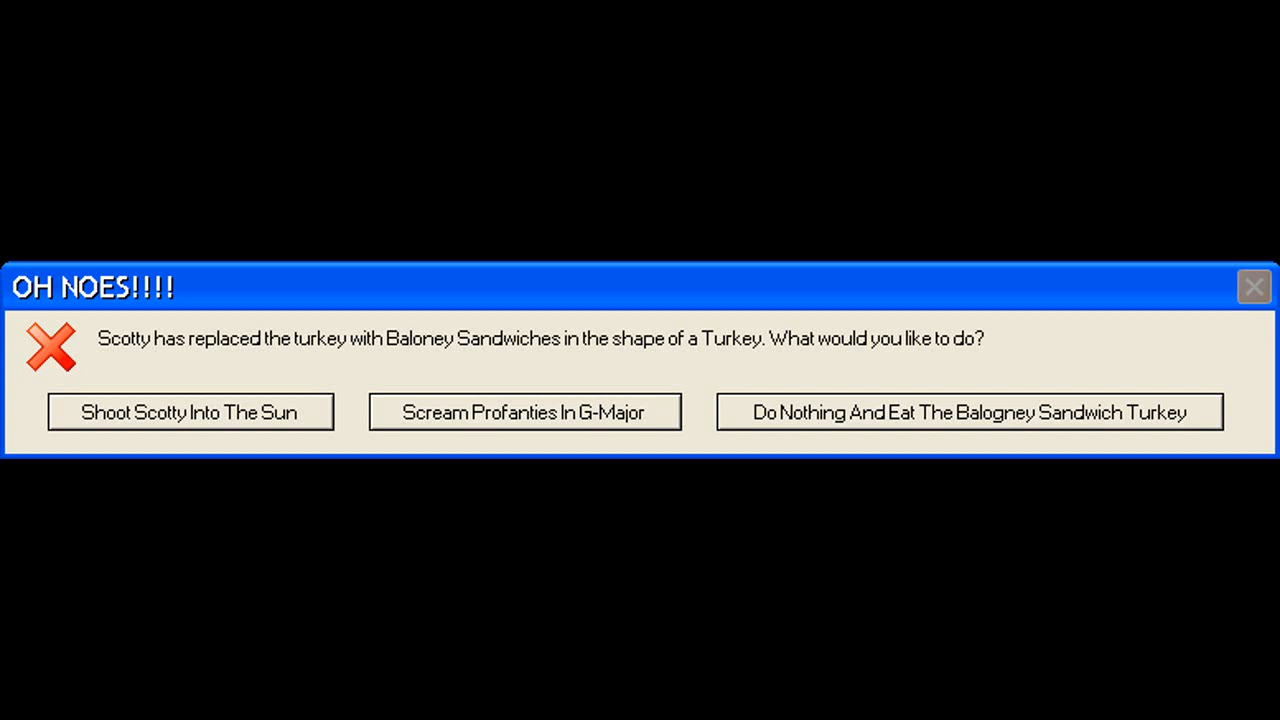 OH NOES!!!!
Scotty has replaced the turkey with Baloney Sandwiches in the shape of a Turkey. What would you like to do?
Shoot Scotty Into The Sun
Scream Profanties In G-Major
Do Nothing And Eat The Balogney Sandwich Turkey